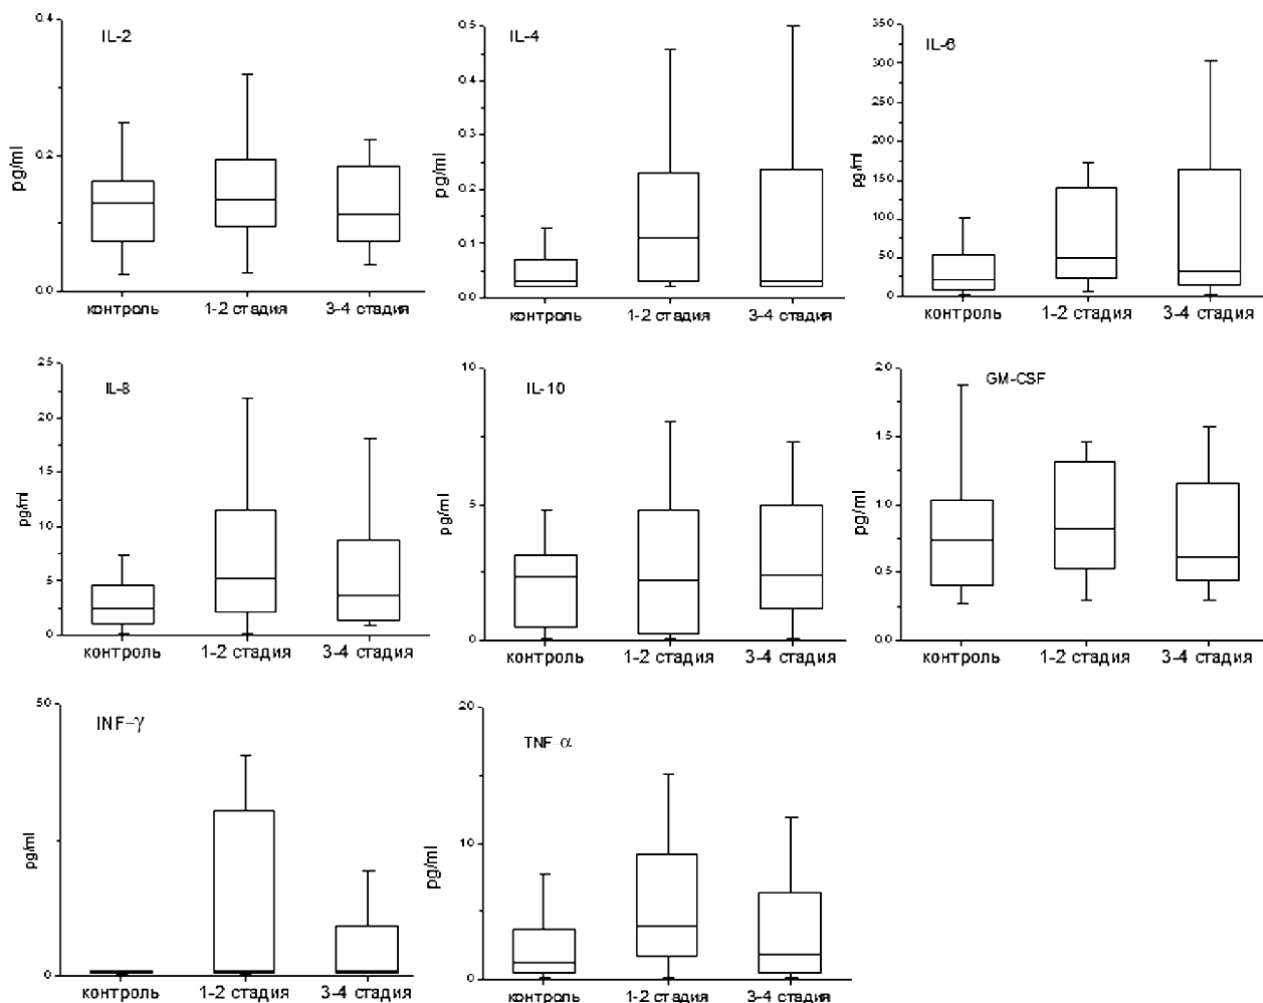 IL-2
0.4
0.2
0.0
pg/ml
контроль 1-2 стадия 3-4 стадия
IL-4
0.5
0.4
0.3
0.2
0.1
0.0
pg/ml
контроль 1-2 стадия 3-4 стадия
IL-6
350
300
250
200
150
100
50
0
pg/ml
контроль 1-2 стадия 3-4 стадия
IL-8
25
20
15
10
5
0
pg/ml
контроль 1-2 стадия 3-4 стадия
IL-10
10
5
0
pg/ml
контроль 1-2 стадия 3-4 стадия
GM-CSF
2.0
1.5
1.0
0.5
0.0
pg/ml
контроль 1-2 стадия 3-4 стадия
INF-γ
50
0
pg/ml
контроль 1-2 стадия 3-4 стадия
TNF-α
20
10
0
pg/ml
контроль 1-2 стадия 3-4 стадия